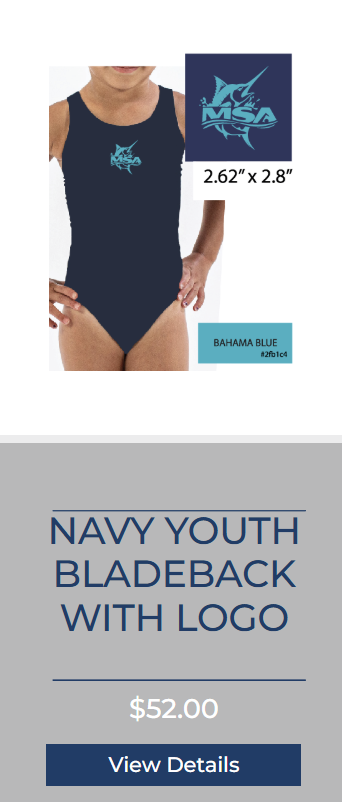 MSA
MSA
2.62” x 2.8”
BAHAMA BLUE
#2fb1c4
NAVY YOUTH
BLADEBACK
WITH LOGO
$52.00
View Details